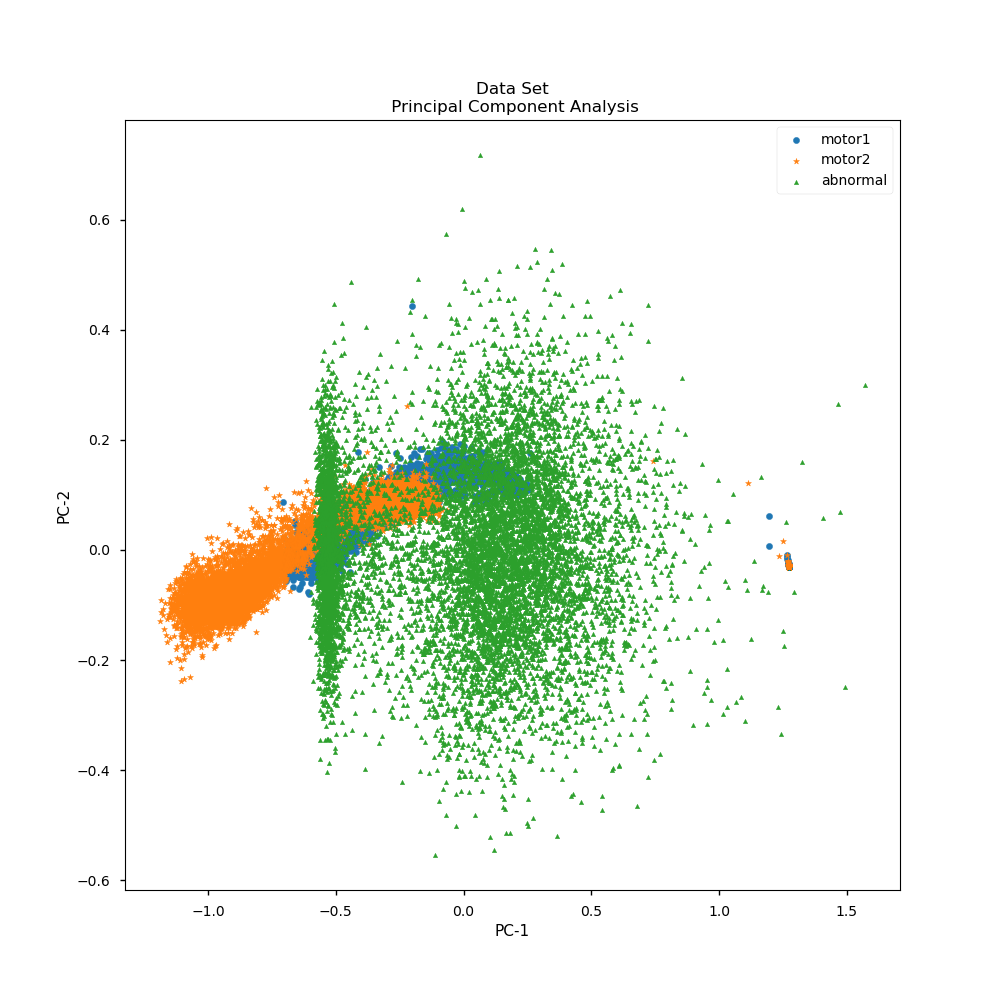 Data Set
Principal Component Analysis
motor1
motor2
abnormal
PC-2
0.6
0.4
0.2
0.0
−0.2
−0.4
−0.6
−1.0
−0.5
0.0
0.5
1.0
1.5
PC-1